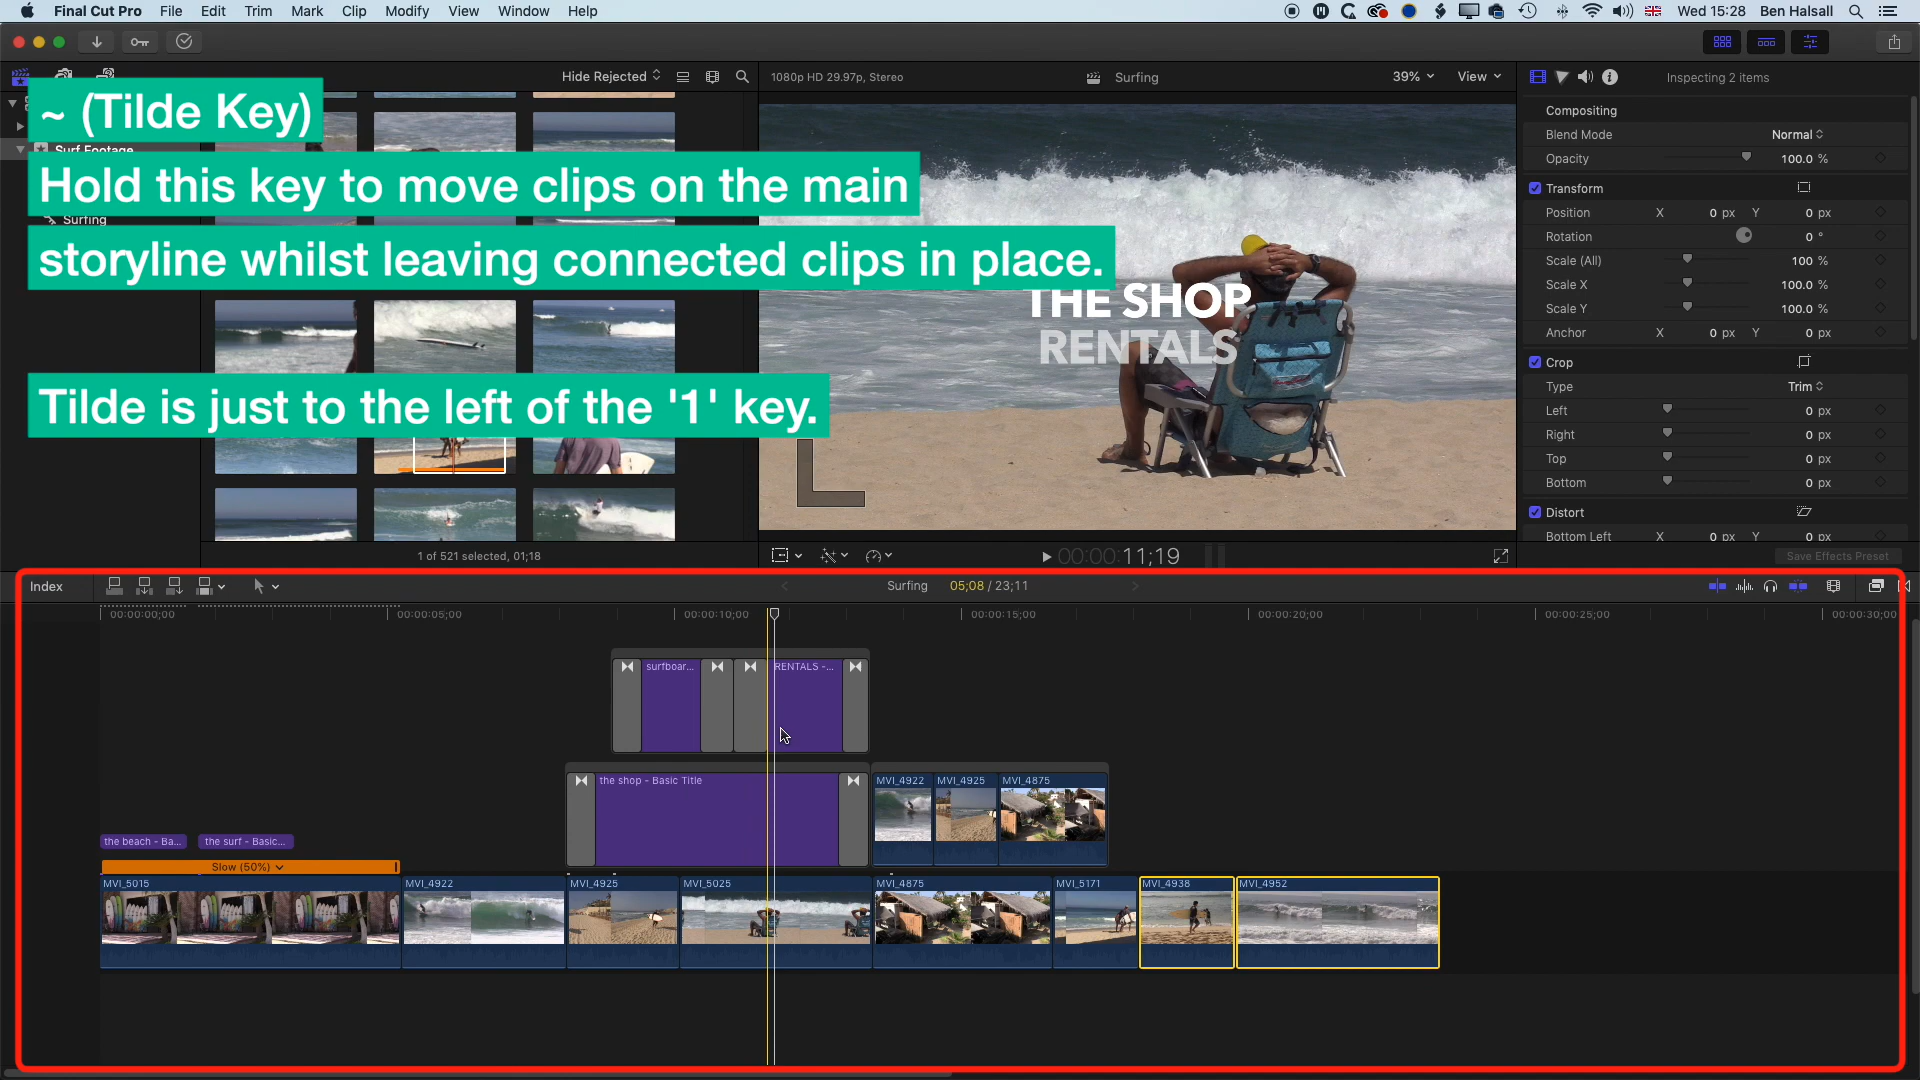 Final Cut Pro File Edit Trim Mark Clip Modify View Window Help Wed 15:28 Ben Halsall
Hide Rejected
1080p HD 29.97p, Stereo Surfing 39% View
Inspecting 2 items
~ (Tilde Key)
Surf Footage
Hold this key to move clips on the main
Surfing
storyline whilst leaving connected clips in place.
Tilde is just to the left of the '1' key.
THE SHOP
RENTALS
Compositing
Blend Mode Normal
Opacity 100.0 %
Transform
Position X 0 px Y 0 px
Rotation 0 °
Scale (All) 100 %
Scale X 100.0 %
Scale Y 100.0 %
Anchor X 0 px Y 0 px
Crop
Type Trim
Left 0 px
Right 0 px
Top 0 px
Bottom 0 px
Distort
Bottom Left X 0 px Y 0 px
1 of 521 selected, 01;18
00:00:11;19
Save Effects Preset
Index Surfing 05;08 / 23;11
00:00:00;00 00:00:05;00 00:00:10;00 00:00:15;00 00:00:20;00 00:00:25;00 00:00:30;00
surfboar... RENTALS -...
the shop - Basic Title MVI_4922 MVI_4925 MVI_4875
the beach - Ba... the surf - Basic...
Slow (50%)
MVI_5015 MVI_4922 MVI_4925 MVI_5025 MVI_4875 MVI_5171 MVI_4938 MVI_4952